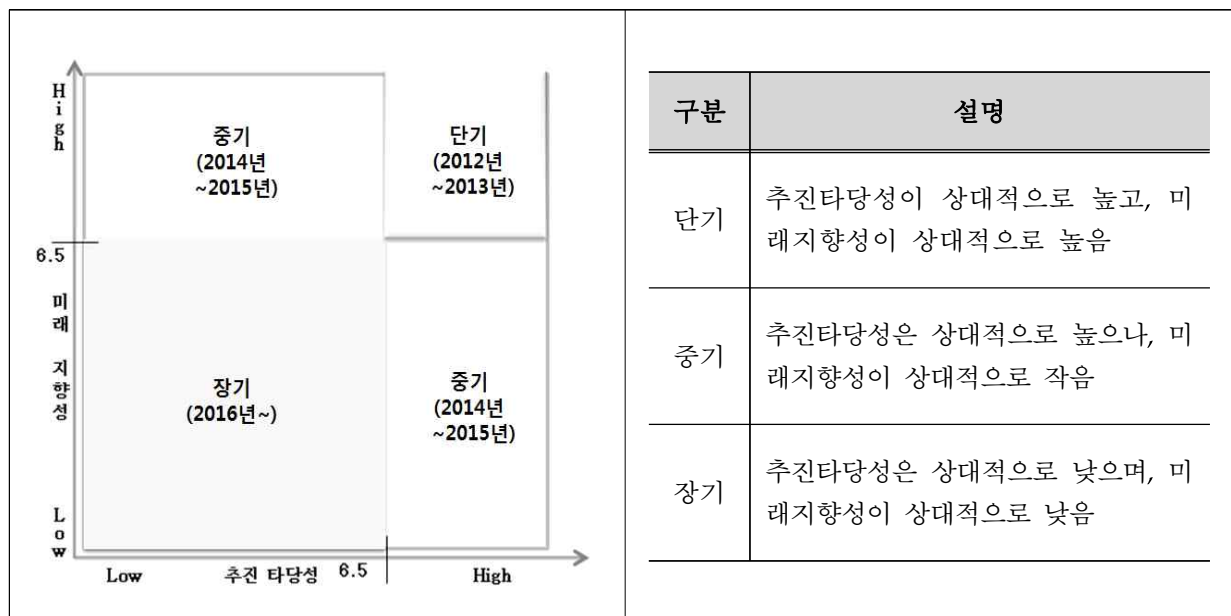 High
중기
(2014년
~2015년)
단기
(2012년
~2013년)
6.5
미래 지향성
장기
(2016년~)
중기
(2014년
~2015년)
Low
Low
추진 타당성
6.5
High
구분
설명
단기
추진타당성이 상대적으로 높고, 미
래지향성이 상대적으로 높음
중기
추진타당성은 상대적으로 높으나, 미
래지향성이 상대적으로 작음
장기
추진타당성은 상대적으로 낮으며, 미
래지향성이 상대적으로 낮음